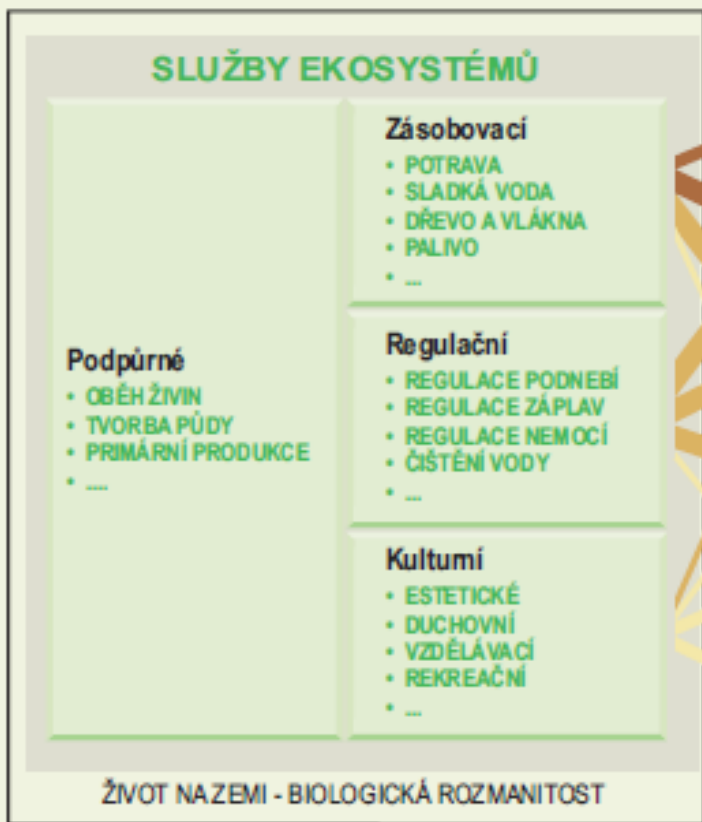 SLUŽBY EKOSYSTÉMŮ
Podpůrné
• OBĚH ŽIVIN
• TVORBA PŮDY
• PRIMÁRNÍ PRODUKCE
• ....
Zásobovací
• POTRAVA
• SLADKÁ VODA
• DŘEVO A VLÁKNA
• PALIVO
• ...
Regulační
• REGULACE PODNEBÍ
• REGULACE ZÁPLAV
• REGULACE NEMOCÍ
• ČIŠTĚNÍ VODY
• ...
Kulturní
• ESTETICKÉ
• DUCHOVNÍ
• VZDĚLÁVACÍ
• REKREAČNÍ
• ...
ŽIVOT NA ZEMI - BIOLOGICKÁ ROZMANITOST